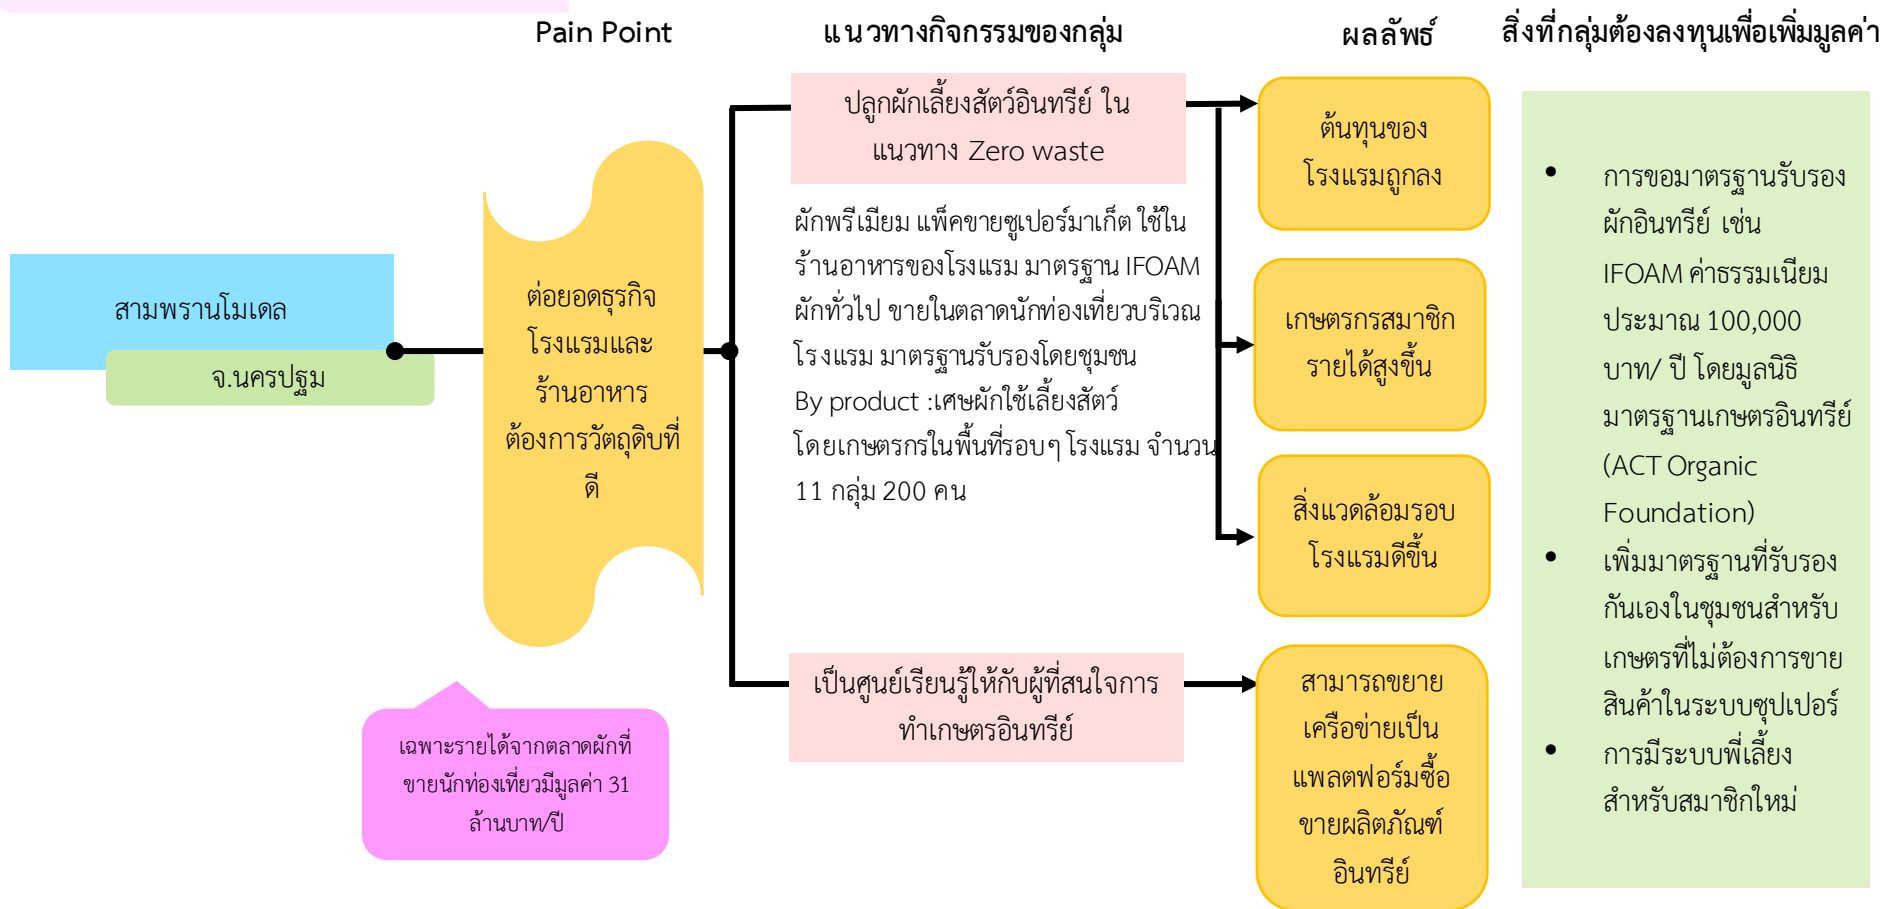 Pain Point
แนวทางกิจกรรมของกลุ่ม
ผลลัพธ์
สิ่งที่กลุ่มต้องลงทุนเพื่อเพิ่มมูลค่า
สามพรานโมเดล
จ.นครปฐม
ต่อยอดธุรกิจ
โรงแรมและ
ร้านอาหาร
ต้องการวัตถุดิบที่
ดี
เฉพาะรายได้จากตลาดผักที่
ขายนักท่องเที่ยวมีมูลค่า 31
ล้านบาท/ปี
ปลูกผักเลี้ยงสัตว์อินทรีย์ ใน
แนวทาง Zero waste
ผักพรีเมียม แพ็คขายซูเปอร์มาเก็ต ใช้ใน
ร้านอาหารของโรงแรม มาตรฐาน IFOAM
ผักทั่วไป ขายในตลาดนักท่องเที่ยวบริเวณ
โรงแรม มาตรฐานรับรองโดยชุมชน
By product :เศษผักใช้เลี้ยงสัตว์
โดยเกษตรกรในพื้นที่รอบๆ โรงแรม จำนวน
11 กลุ่ม 200 คน
เป็นศูนย์เรียนรู้ให้กับผู้ที่สนใจการ
ทำเกษตรอินทรีย์
ต้นทุนของ
โรงแรมถูกลง
เกษตรกรสมาชิก
รายได้สูงขึ้น
สิ่งแวดล้อมรอบ
โรงแรมดีขึ้น
สามารถขยาย
เครือข่ายเป็น
แพลตฟอร์มซื้อ
ขายผลิตภัณฑ์
อินทรีย์
• การขอมาตรฐานรับรอง
ผักอินทรีย์ เช่น
IFOAM ค่าธรรมเนียม
ประมาณ 100,000
บาท/ ปี โดยมูลนิธิ
มาตรฐานเกษตรอินทรีย์
(ACT Organic
Foundation)
• เพิ่มมาตรฐานที่รับรอง
กันเองในชุมชนสำหรับ
เกษตรที่ไม่ต้องการขาย
สินค้าในระบบซุปเปอร์
• การมีระบบพี่เลี้ยง
สำหรับสมาชิกใหม่